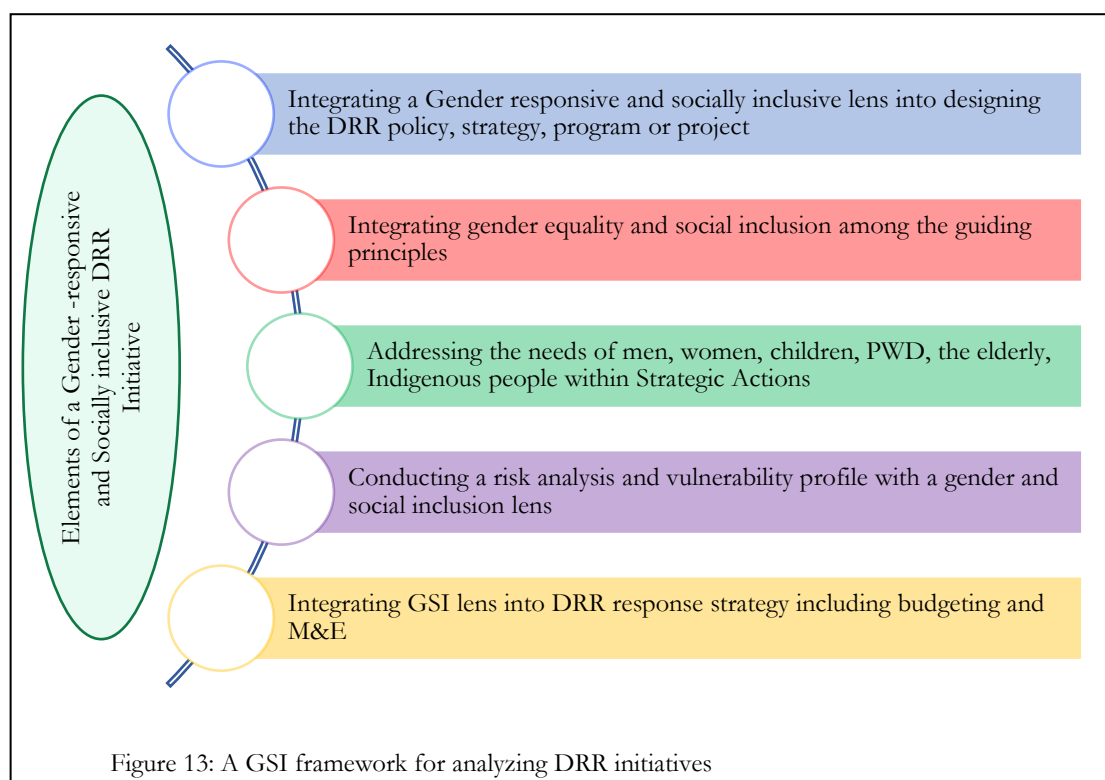 Elements of a Gender -responsive
and Socially inclusive DRR
Initiative
Integrating a Gender responsive and socially inclusive lens into designing
the DRR policy, strategy, program or project
Integrating gender equality and social inclusion among the guiding
principles
Addressing the needs of men, women, children, PWD, the elderly,
Indigenous people within Strategic Actions
Conducting a risk analysis and vulnerability profile with a gender and
social inclusion lens
Integrating GSI lens into DRR response strategy including budgeting and
M&E
Figure 13: A GSI framework for analyzing DRR initiatives